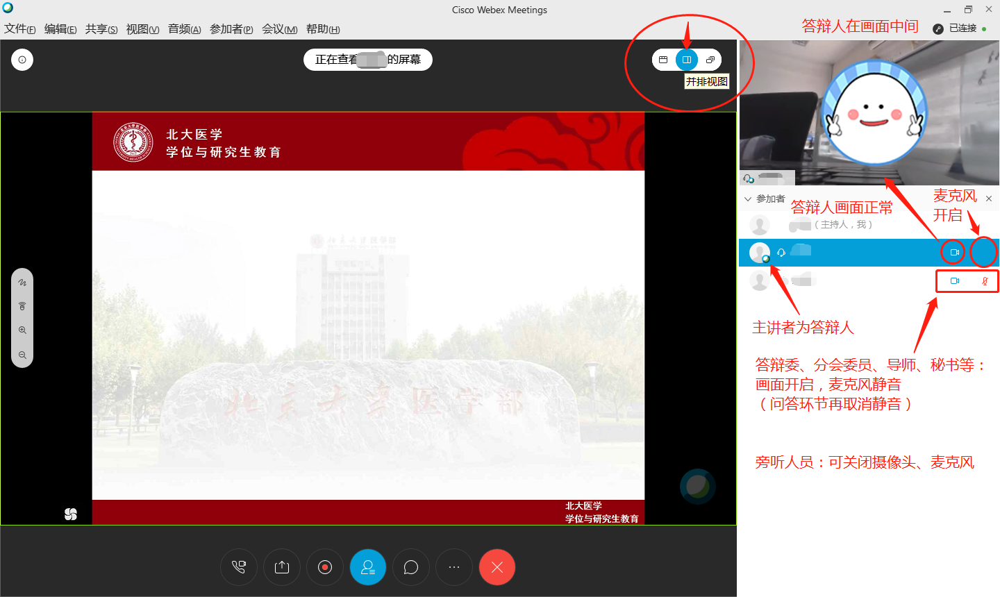 Cisco Webex Meetings
文件(F) 编辑(E) 共享(S) 视图(V) 音频(A) 参加者(P) 会议(M) 帮助(H)
答辩人在画面中间
已连接
正在查看 的屏幕
并排视图
北大医学
学位与研究生教育
参加者
答辩人画面正常
麦克风
开启
(主持人，我)
主讲者为答辩人
答辩委、分会委员、导师、秘书等：
画面开启，麦克风静音
（问答环节再取消静音）
旁听人员：可关闭摄像头、麦克风
北京大学医学部
北大医学
学位与研究生教育